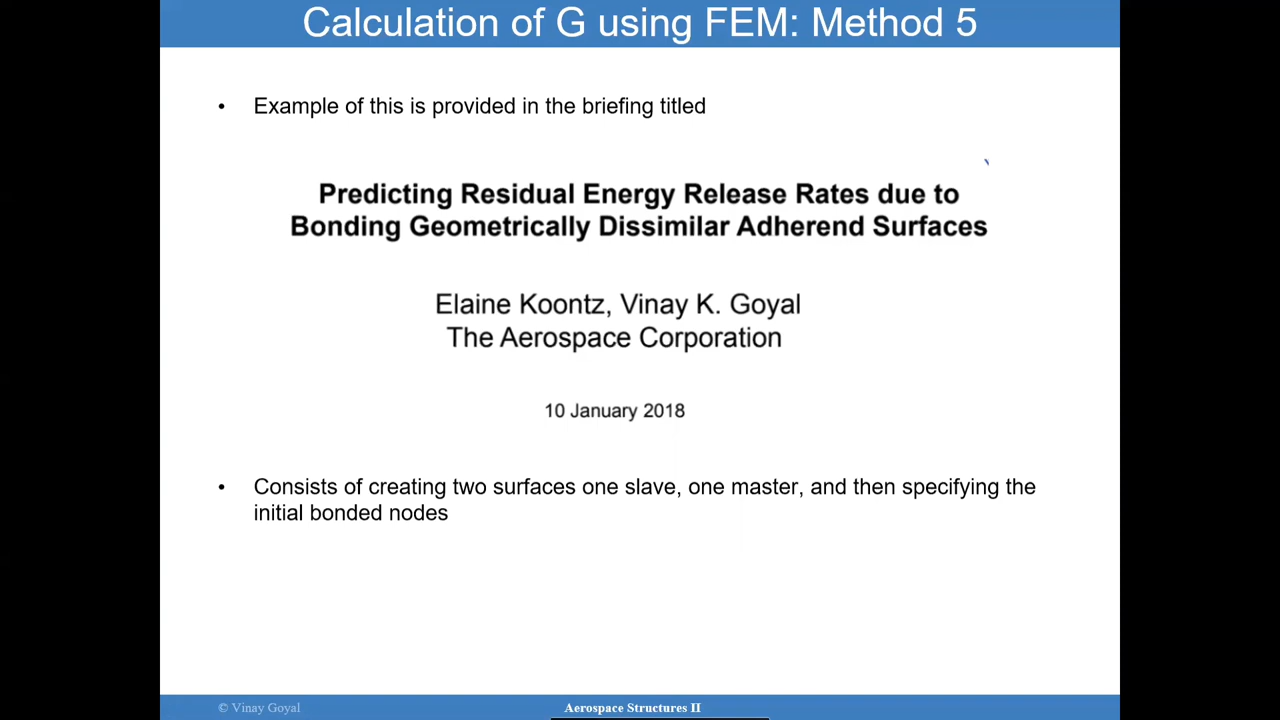 Calculation of G using FEM: Method 5
• Example of this is provided in the briefing titled
Predicting Residual Energy Release Rates due to
Bonding Geometrically Dissimilar Adherend Surfaces
Elaine Koontz, Vinay K. Goyal
The Aerospace Corporation
10 January 2018
• Consists of creating two surfaces one slave, one master, and then specifying the
initial bonded nodes
© Vinay Goyal
Aerospace Structures II